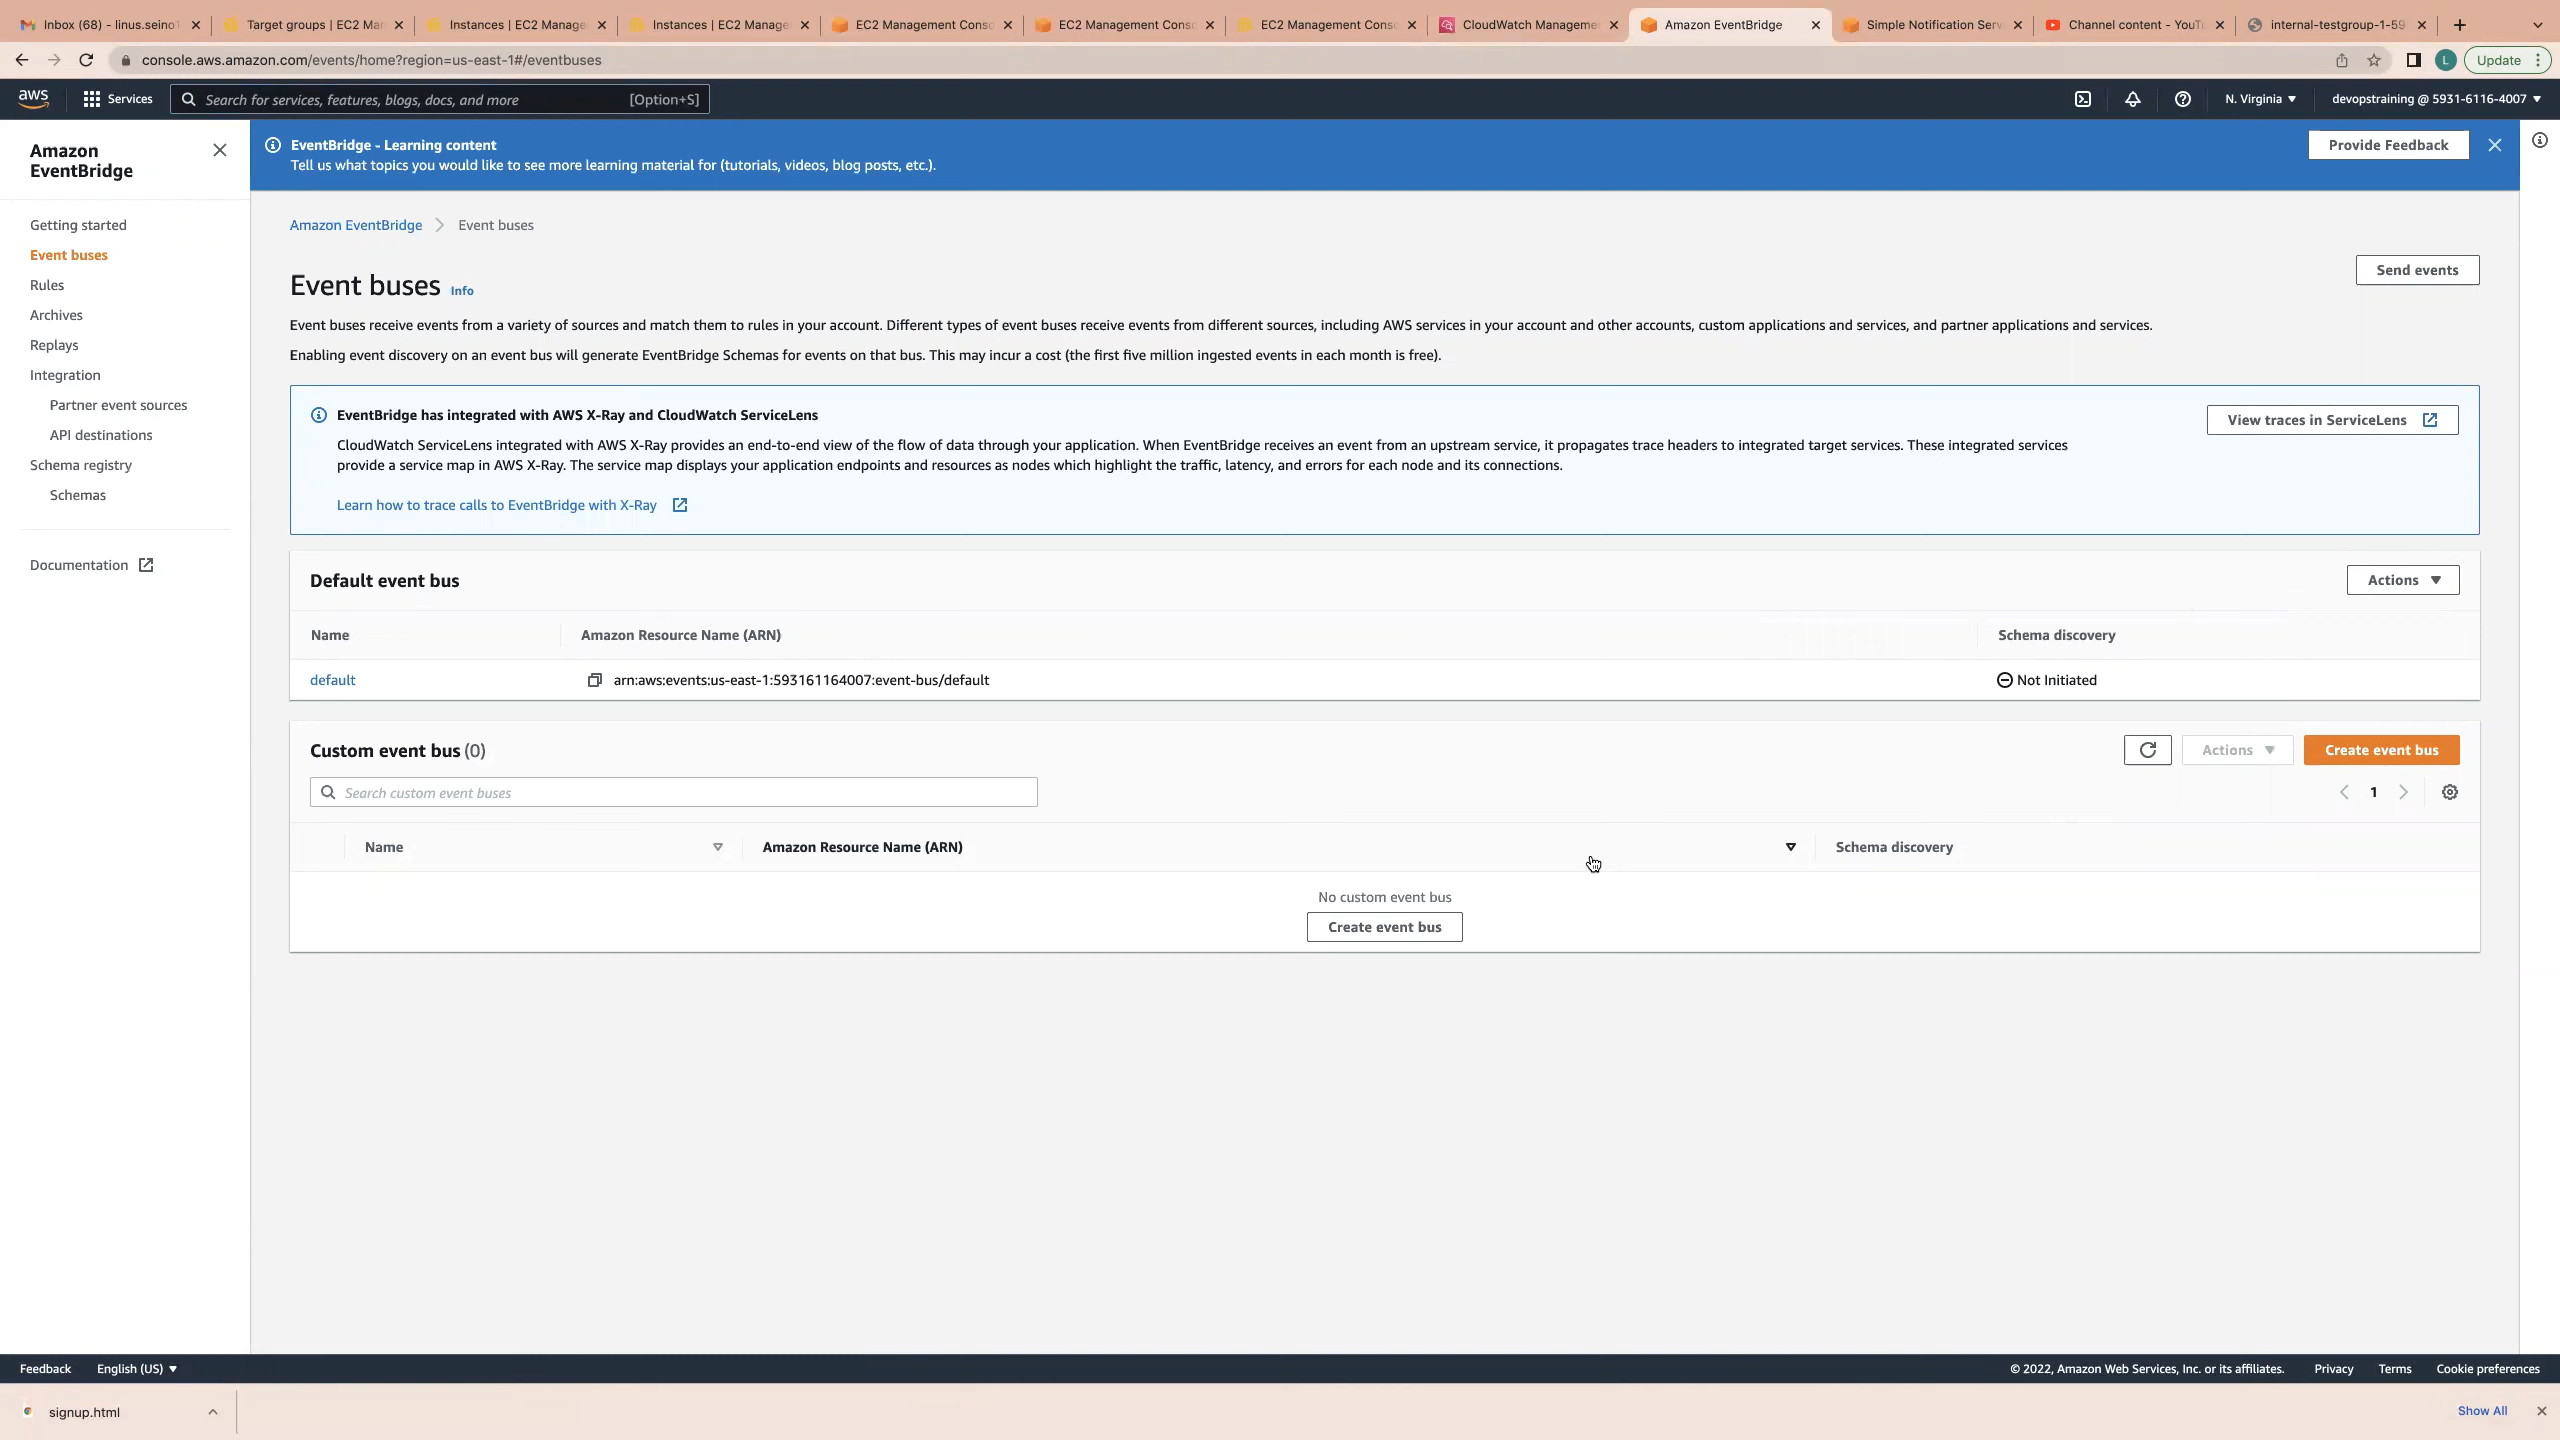 Inbox (68) - linus.seino1
Target groups | EC2 Man
Instances | EC2 Manage
Instances | EC2 Manage
EC2 Management Conso
EC2 Management Conso
EC2 Management Conso
CloudWatch Manageme
Amazon EventBridge
Simple Notification Serv
Channel content - YouTu
internal-testgroup-1-59
console.aws.amazon.com/events/home?region=us-east-1#/eventbuses
L
Update
aws
Services
Search for services, features, blogs, docs, and more
[Option+S]
N. Virginia
devopstraining @ 5931-6116-4007
Amazon
EventBridge
Getting started
Event buses
Rules
Archives
Replays
Integration
Partner event sources
API destinations
Schema registry
Schemas
Documentation
EventBridge - Learning content
Tell us what topics you would like to see more learning material for (tutorials, videos, blog posts, etc.).
Provide Feedback
Amazon EventBridge
Event buses
Event buses Info
Send events
Event buses receive events from a variety of sources and match them to rules in your account. Different types of event buses receive events from different sources, including AWS services in your account and other accounts, custom applications and services, and partner applications and services.
Enabling event discovery on an event bus will generate EventBridge Schemas for events on that bus. This may incur a cost (the first five million ingested events in each month is free).
EventBridge has integrated with AWS X-Ray and CloudWatch ServiceLens
CloudWatch ServiceLens integrated with AWS X-Ray provides an end-to-end view of the flow of data through your application. When EventBridge receives an event from an upstream service, it propagates trace headers to integrated target services. These integrated services
provide a service map in AWS X-Ray. The service map displays your application endpoints and resources as nodes which highlight the traffic, latency, and errors for each node and its connections.
View traces in ServiceLens
Learn how to trace calls to EventBridge with X-Ray
Default event bus
Actions
Name
Amazon Resource Name (ARN)
Schema discovery
default
arn:aws:events:us-east-1:593161164007:event-bus/default
Not Initiated
Custom event bus (0)
Actions
Create event bus
Search custom event buses
1
Name
Amazon Resource Name (ARN)
Schema discovery
No custom event bus
Create event bus
Feedback
English (US)
© 2022, Amazon Web Services, Inc. or its affiliates.
Privacy
Terms
Cookie preferences
signup.html
Show All